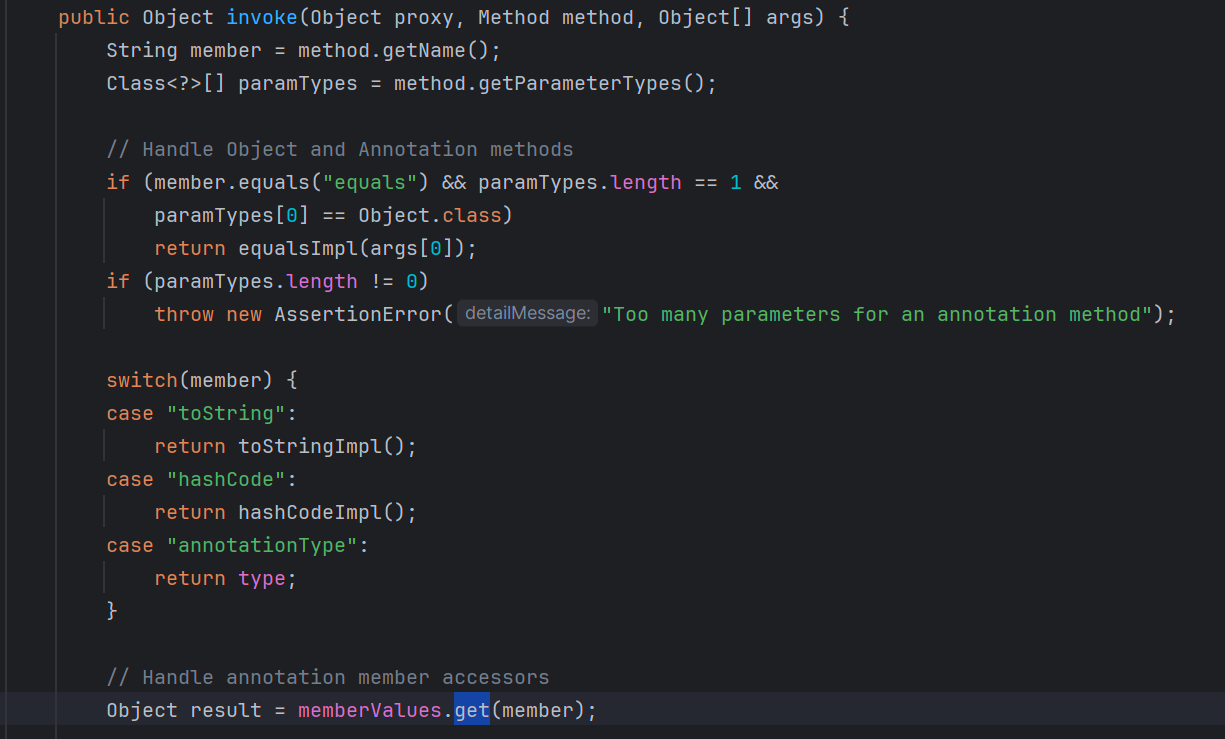 public Object invoke(Object proxy, Method method, Object[] args) {
String member = method.getName();
Class<?>[] paramTypes = method.getParameterTypes();
// Handle Object and Annotation methods
if (member.equals("equals") && paramTypes.length == 1 &&
paramTypes[0] == Object.class)
return equalsImpl(args[0]);
if (paramTypes.length != 0)
throw new AssertionError( detailMessage: "Too many parameters for an annotation method");
switch(member) {
case "toString":
return toStringImpl();
case "hashCode":
return hashCodeImpl();
case "annotationType":
return type;
}
// Handle annotation member accessors
Object result = memberValues.get(member);